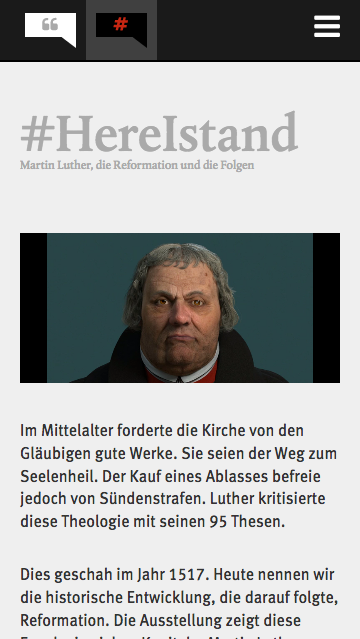 #HereIstand
Martin Luther, die Reformation und die Folgen
Im Mittelalter forderte die Kirche von den
Gläubigen gute Werke. Sie seien der Weg zum
Seelenheil. Der Kauf eines Ablasses befreie
jedoch von Sündenstrafen. Luther kritisierte
diese Theologie mit seinen 95 Thesen.
Dies geschah im Jahr 1517. Heute nennen wir
die historische Entwicklung, die darauf folgte,
Reformation. Die Ausstellung zeigt diese